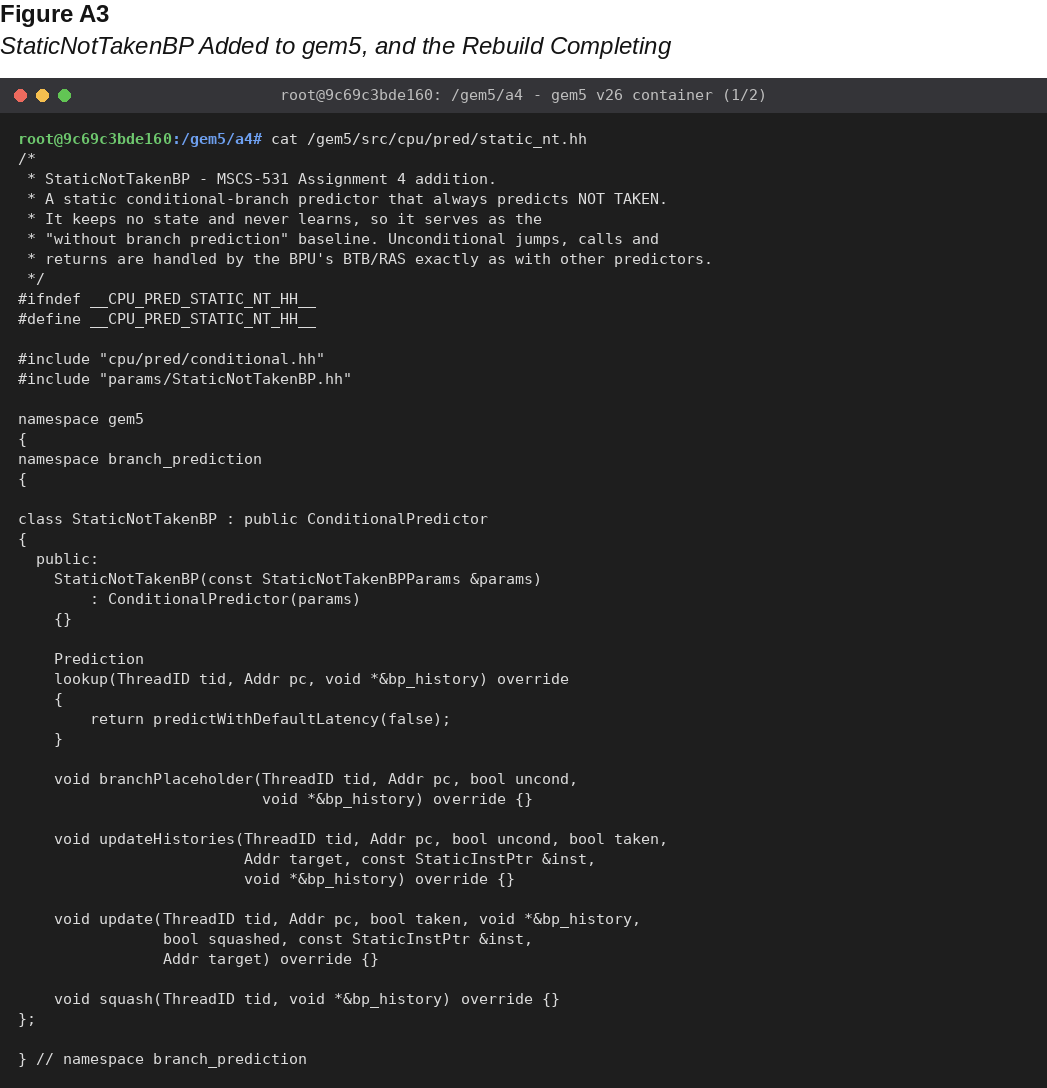 Figure A3
StaticNotTakenBP Added to gem5, and the Rebuild Completing
root@9c69c3bde160: /gem5/a4 - gem5 v26 container (1/2)
root@9c69c3bde160:/gem5/a4# cat /gem5/src/cpu/pred/static_nt.hh
/*
 * StaticNotTakenBP - MSCS-531 Assignment 4 addition.
 * A static conditional-branch predictor that always predicts NOT TAKEN.
 * It keeps no state and never learns, so it serves as the
 * "without branch prediction" baseline. Unconditional jumps, calls and
 * returns are handled by the BPU's BTB/RAS exactly as with other predictors.
 */
#ifndef __CPU_PRED_STATIC_NT_HH__
#define __CPU_PRED_STATIC_NT_HH__

#include "cpu/pred/conditional.hh"
#include "params/StaticNotTakenBP.hh"

namespace gem5
{
namespace branch_prediction
{

class StaticNotTakenBP : public ConditionalPredictor
{
  public:
    StaticNotTakenBP(const StaticNotTakenBPParams &params)
        : ConditionalPredictor(params)
    {}

    Prediction
    lookup(ThreadID tid, Addr pc, void *&bp_history) override
    {
        return predictWithDefaultLatency(false);
    }

    void branchPlaceholder(ThreadID tid, Addr pc, bool uncond,
                           void *&bp_history) override {}

    void updateHistories(ThreadID tid, Addr pc, bool uncond, bool taken,
                         Addr target, const StaticInstPtr &inst,
                         void *&bp_history) override {}

    void update(ThreadID tid, Addr pc, bool taken, void *&bp_history,
                bool squashed, const StaticInstPtr &inst,
                Addr target) override {}

    void squash(ThreadID tid, void *&bp_history) override {}
};

} // namespace branch_prediction